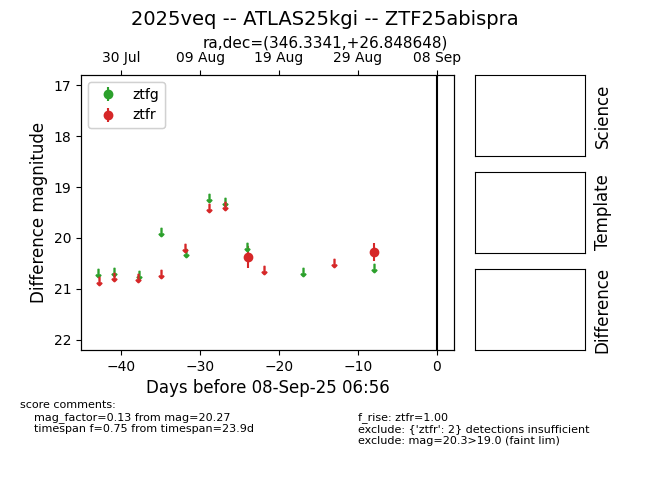 2025veq -- ATLAS25kgi -- ZTF25abispra
ra,dec=(346.3341,+26.848648)
30 Jul 09 Aug 19 Aug 29 Aug 08 Sep
ztfg
ztfr
17
18
19
20
21
22
Difference magnitude
−40 −30 −20 −10 0
Days before 08-Sep-25 06:56
Science
Template
Difference
score comments:
mag_factor=0.13 from mag=20.27
timespan f=0.75 from timespan=23.9d
f_rise: ztfr=1.00
exclude: {'ztfr': 2} detections insufficient
exclude: mag=20.3>19.0 (faint lim)